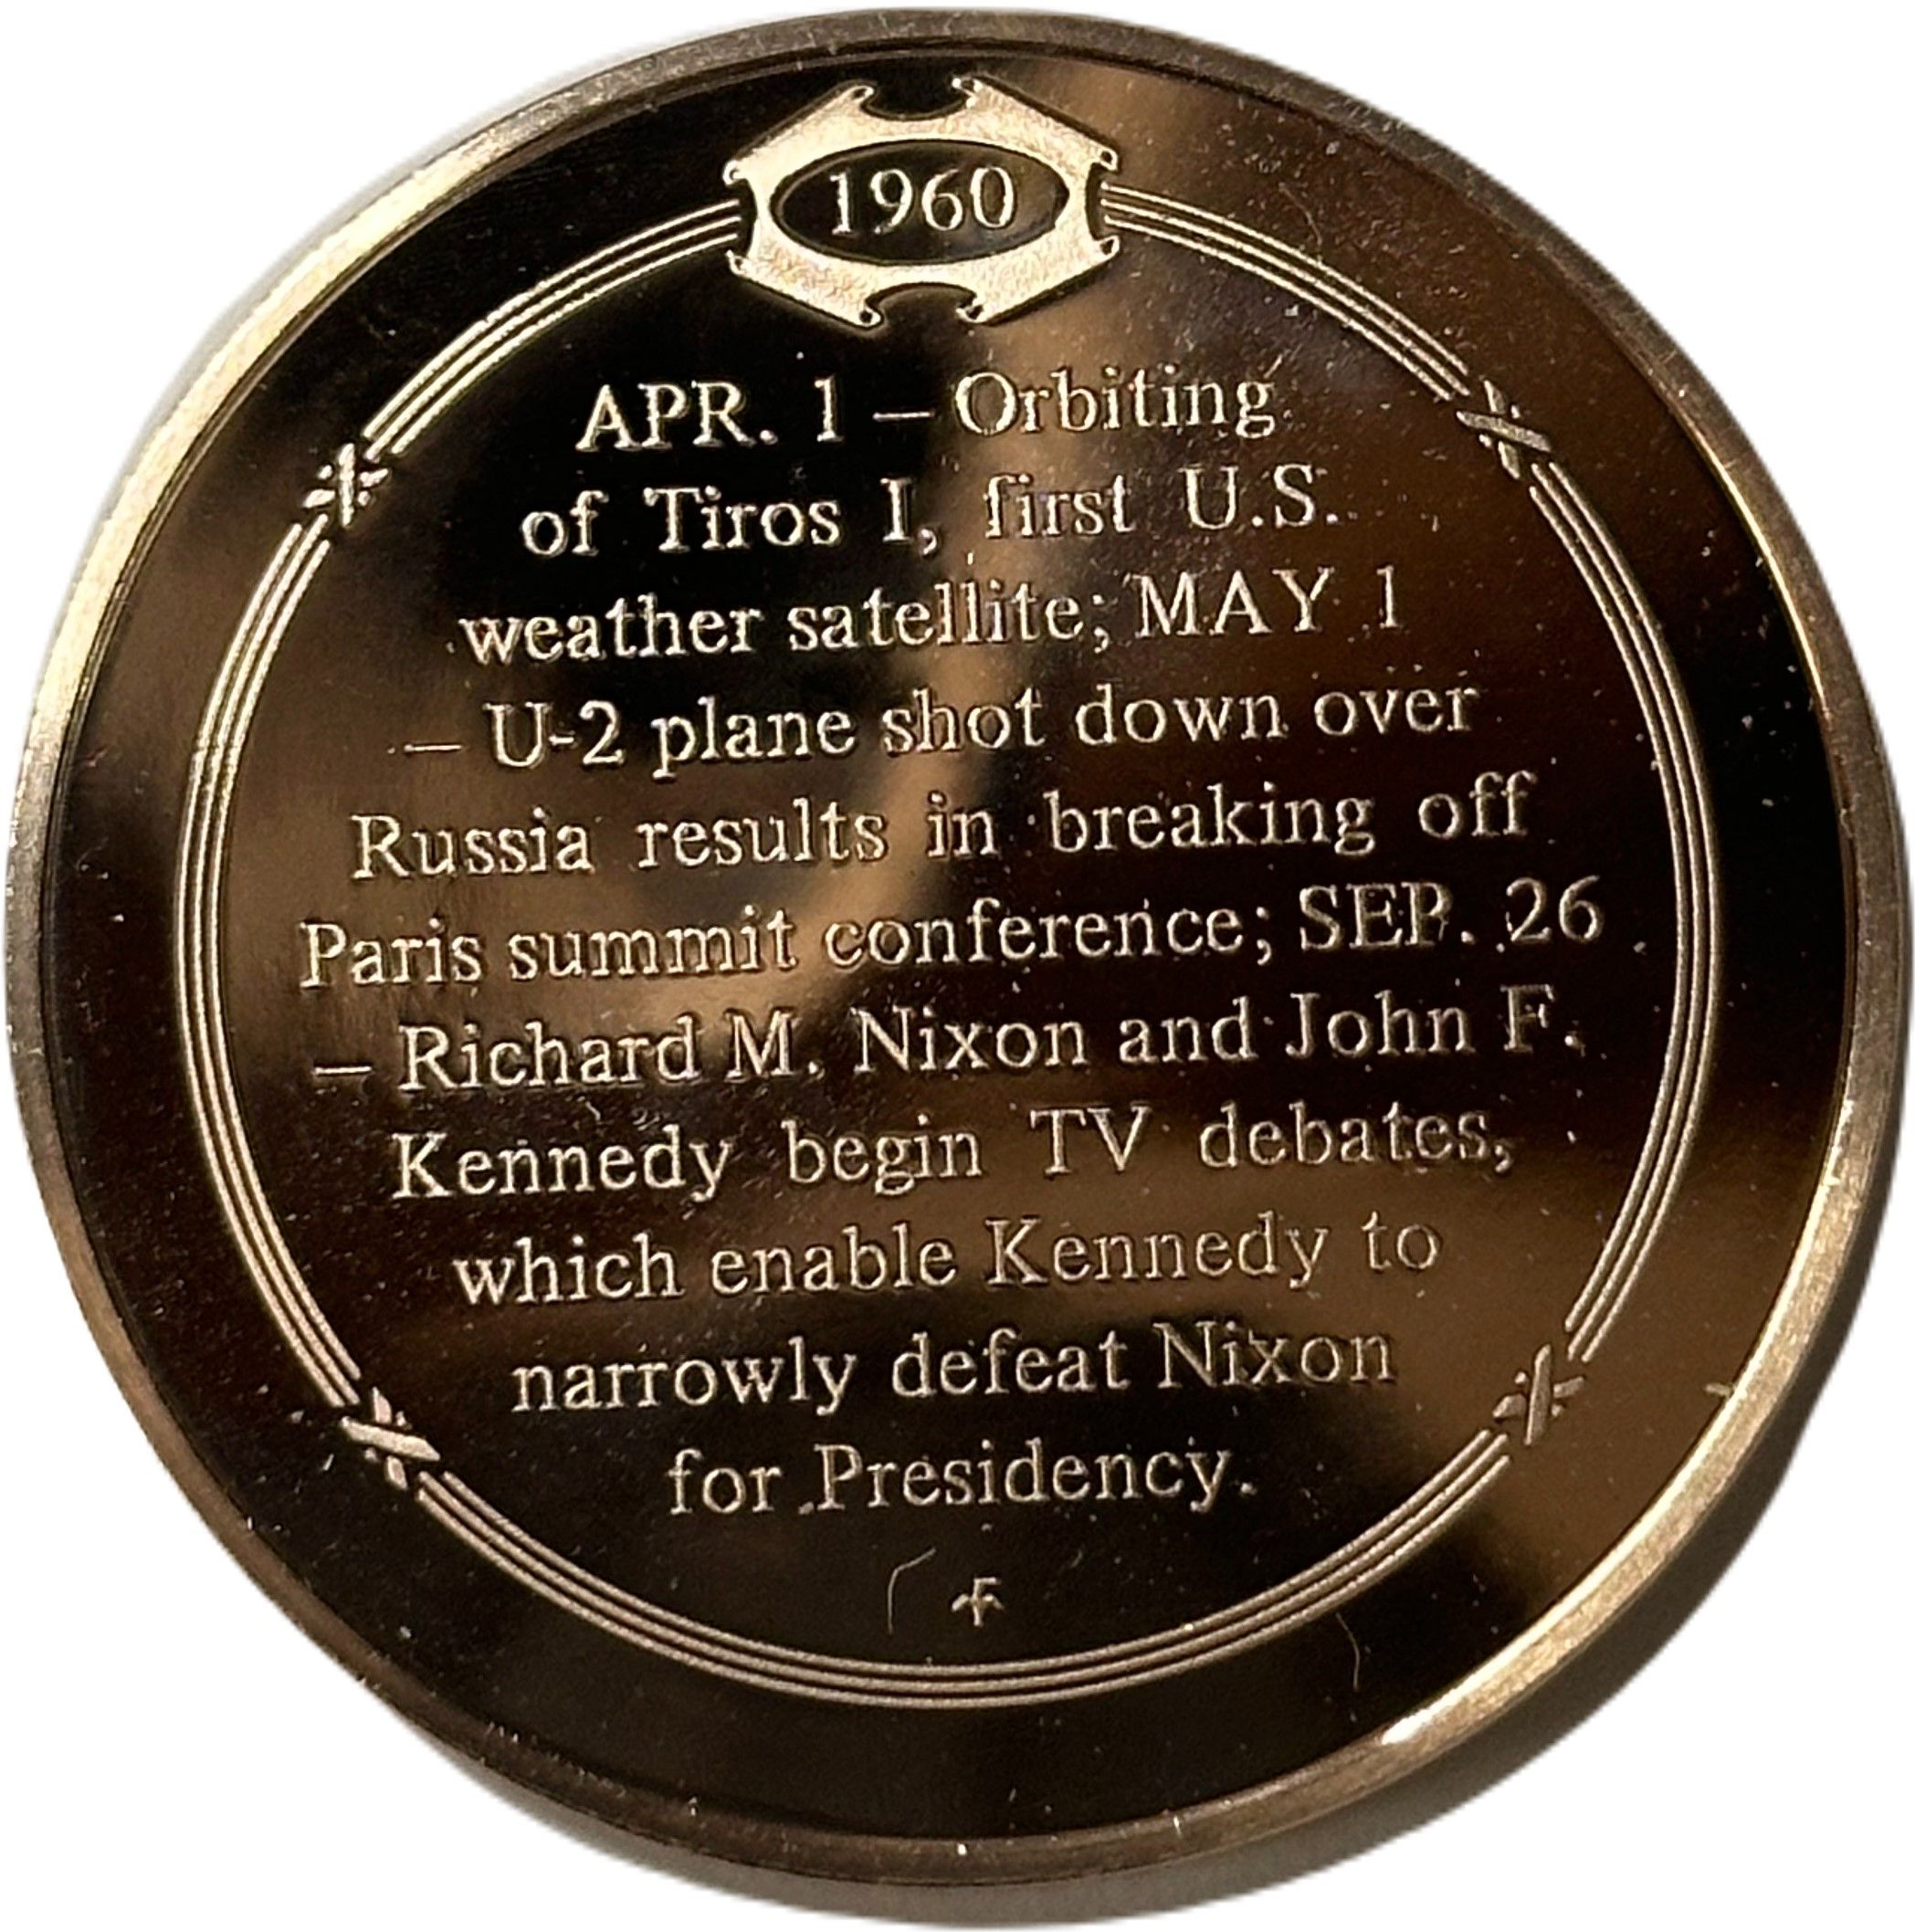 1960
APR. 1 – Orbiting
of Tiros I, first U.S.
weather satellite; MAY 1
– U-2 plane shot down over
Russia results in breaking off
Paris summit conference; SEP. 26
– Richard M. Nixon and John F.
Kennedy begin TV debates,
which enable Kennedy to
narrowly defeat Nixon
for Presidency.